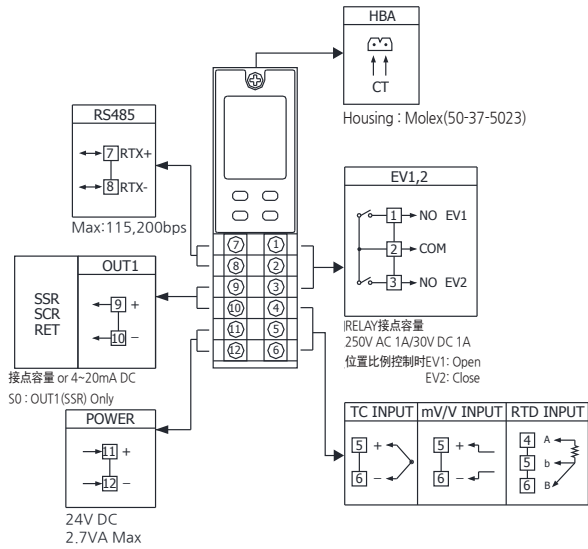 HBA
CT
Housing : Molex(50-37-5023)
RS485
7 RTX+
8 RTX-
Max:115,200bps
EV1,2
1 NO EV1
2 COM
3 NO EV2
RELAY接点容量
250V AC 1A/30V DC 1A
位置比例控制时EV1: Open
EV2: Close
⑦ ①
⑧ ②
⑨ ③
⑩ ④
⑪ ⑤
⑫ ⑥
OUT1
SSR
SCR
RET
9 +
10 −
接点容量 or 4~20mA DC
S0 : OUT1(SSR) Only
POWER
11 +
12 −
24V DC
2.7VA Max
TC INPUT mV/V INPUT RTD INPUT
5 + 5 + 4 A
6 − 6 − 5 b
6 B